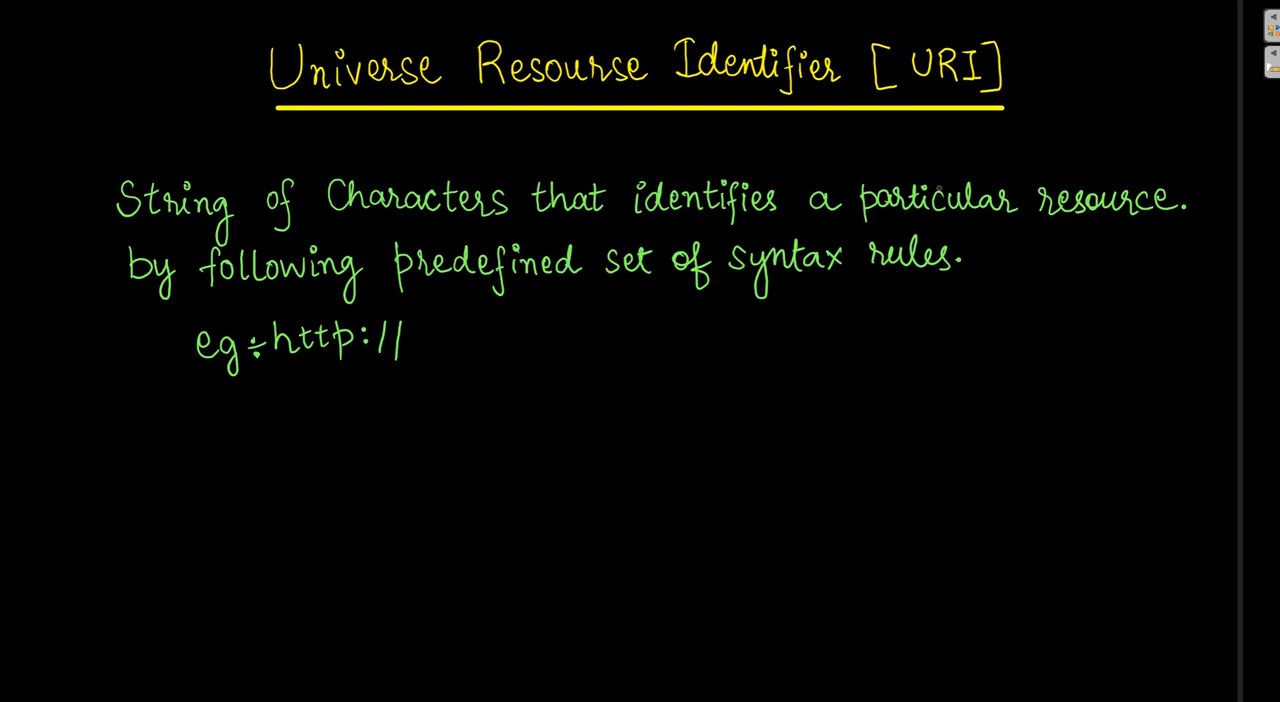 Universe Resourse Identifier [URI]
String of Characters that identifies a particular resource.
by following predefined set of syntax rules.
eg÷http://